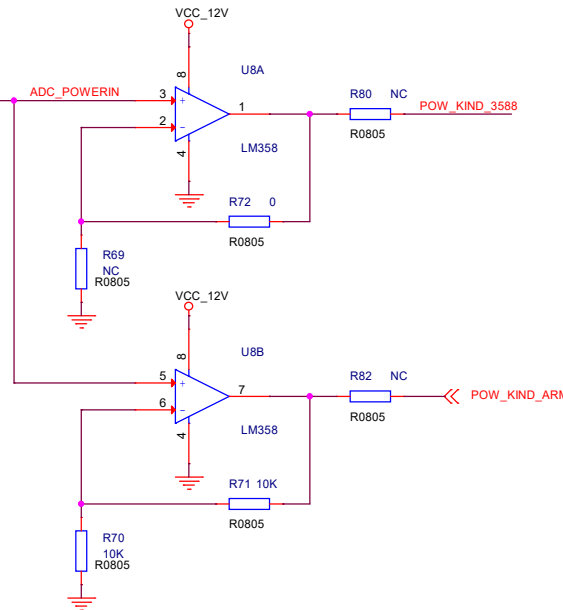 VCC_12V
8
U8A
ADC_POWERIN
3
+
1
R80 NC
POW_KIND_3588
2
-
R0805
4
LM358
R72 0
R0805
R69
NC
R0805
VCC_12V
8
U8B
5
+
7
R82 NC
POW_KIND_ARM
6
-
R0805
4
LM358
R71 10K
R0805
R70
10K
R0805